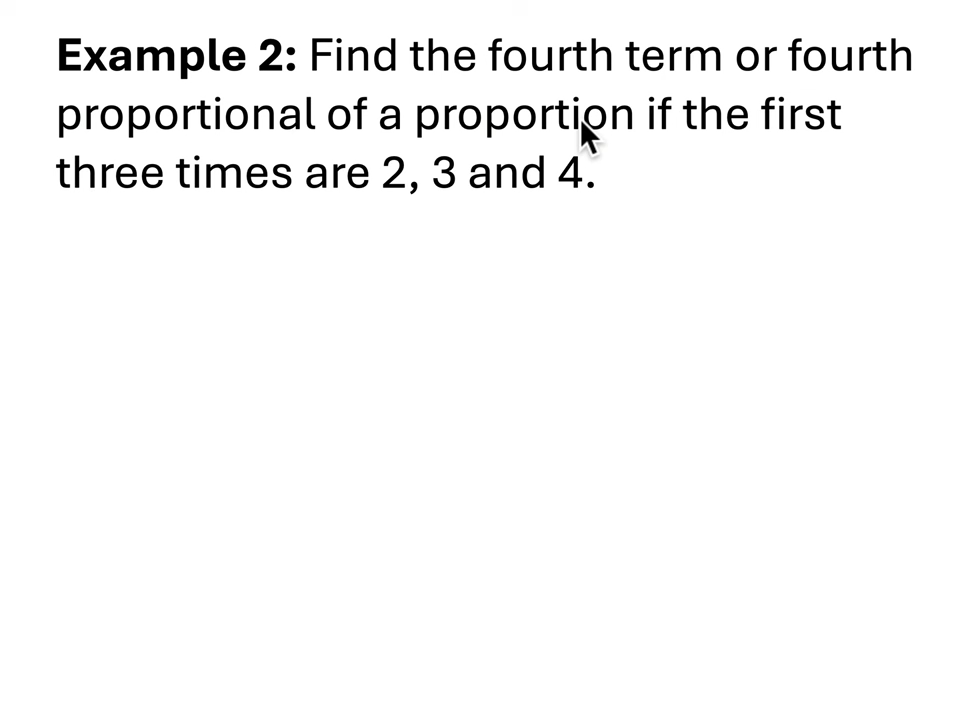 Example 2: Find the fourth term or fourth
proportional of a proportion if the first
three times are 2, 3 and 4.